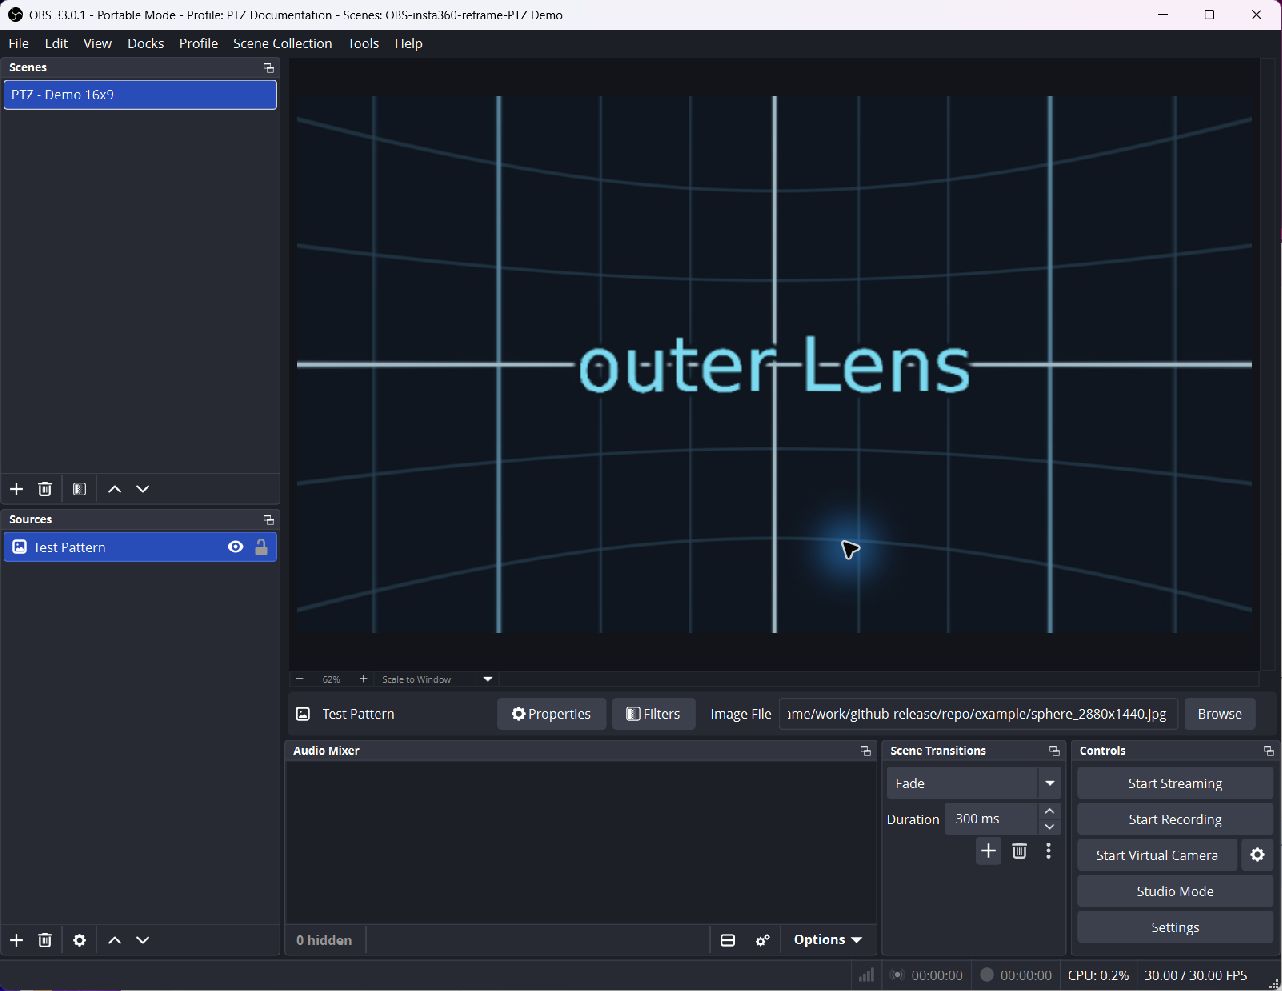 OBS 33.0.1 - Portable Mode - Profile: PTZ Documentation - Scenes: OBS-insta360-reframe-PTZ Demo
File Edit View Docks Profile Scene Collection Tools Help
Scenes
PTZ - Demo 16x9
outer Lens
Sources
Test Pattern
62% Scale to Window
Test Pattern Properties Filters Image File ame/work/github-release/repo/example/sphere_2880x1440.jpg Browse
Audio Mixer
0 hidden
Options
Scene Transitions
Fade
Duration 300 ms
Controls
Start Streaming
Start Recording
Start Virtual Camera
Studio Mode
Settings
00:00:00 00:00:00 CPU: 0.2% 30.00 / 30.00 FPS